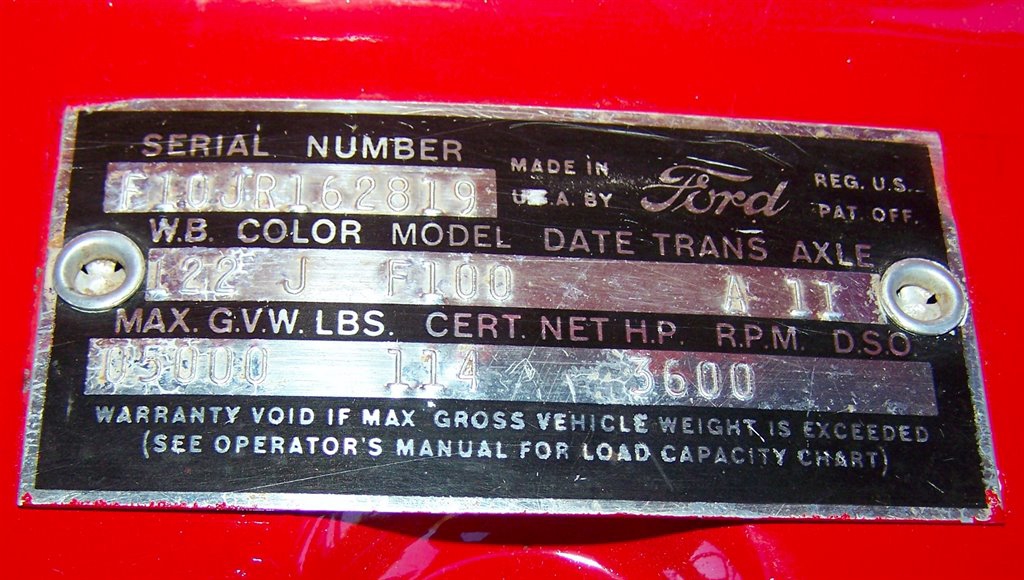 SERIAL NUMBER
F10JR162819
MADE IN
U.S.A. BY
Ford
REG. U.S.
PAT. OFF.
W.B. COLOR MODEL DATE TRANS AXLE
122 J F100 A 11
MAX. G.V.W. LBS. CERT. NET H.P. R.P.M. D.S.O.
05000 114 3600
WARRANTY VOID IF MAX GROSS VEHICLE WEIGHT IS EXCEEDED
(SEE OPERATOR'S MANUAL FOR LOAD CAPACITY CHART)